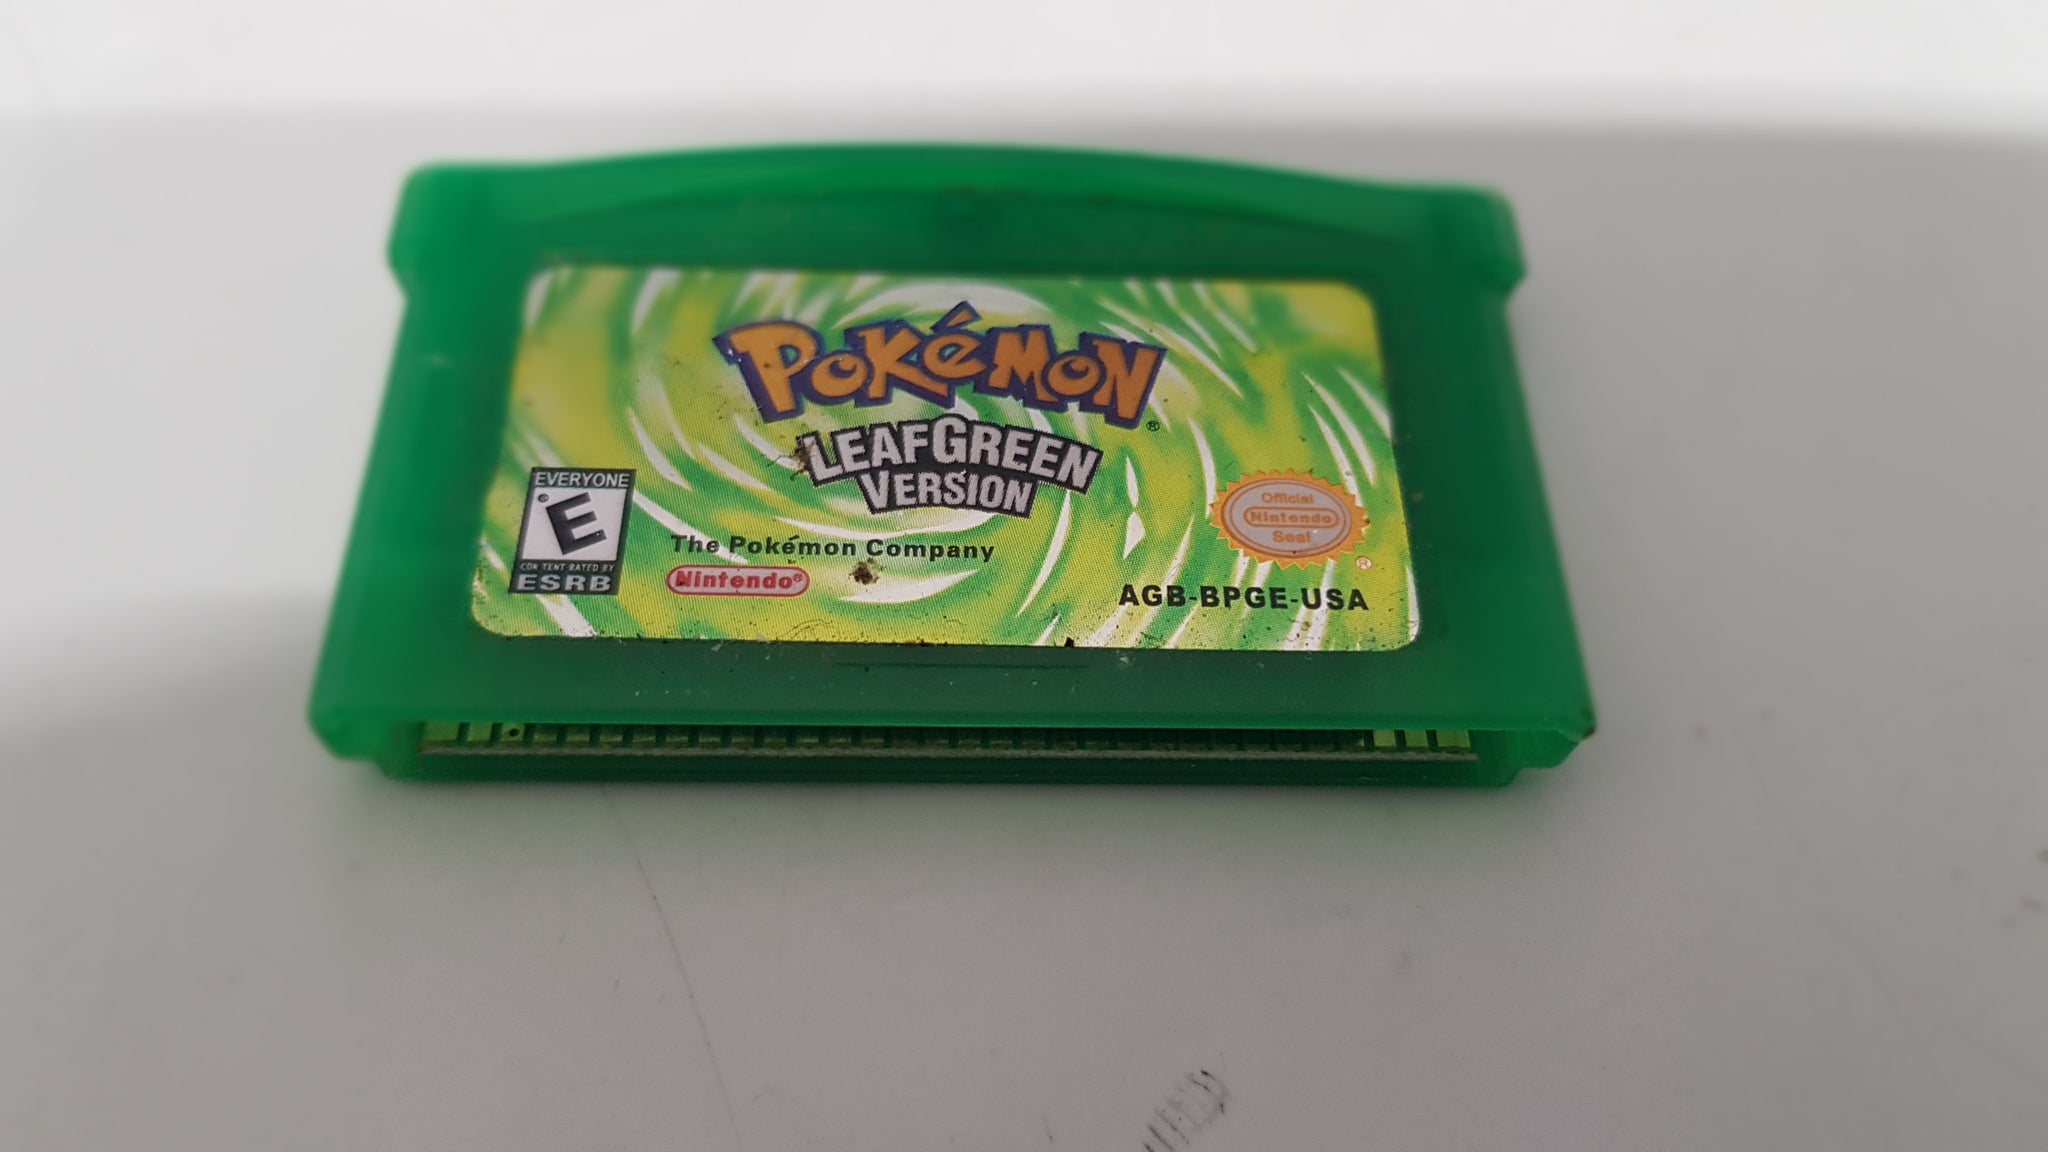 POKéMON®
LEAFGREEN
VERSION
EVERYONE
E
CONTENT RATED BY
ESRB
The Pokémon Company
Nintendo®
Official
Nintendo
Seal
®
AGB-BPGE-USA